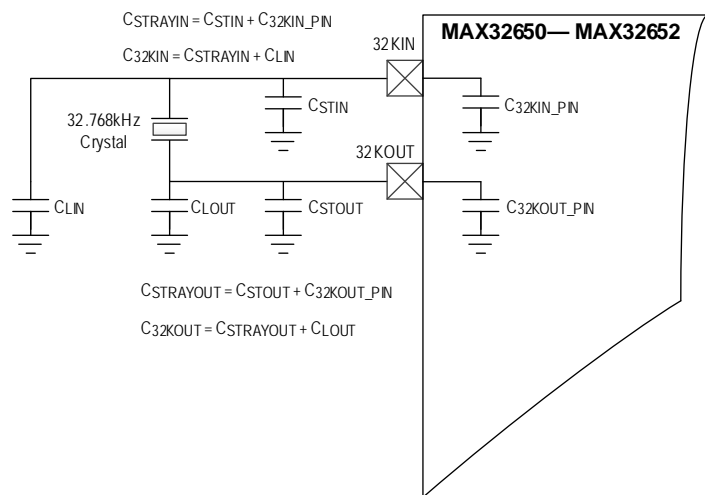 CSTRAYIN = CSTIN + C32KIN_PIN
C32KIN = CSTRAYIN + CLIN
32KIN
MAX32650— MAX32652
CSTIN
C32KIN_PIN
32.768kHz
Crystal
32KOUT
CLIN
CLOUT
CSTOUT
C32KOUT_PIN
CSTRAYOUT = CSTOUT + C32KOUT_PIN
C32KOUT = CSTRAYOUT + CLOUT